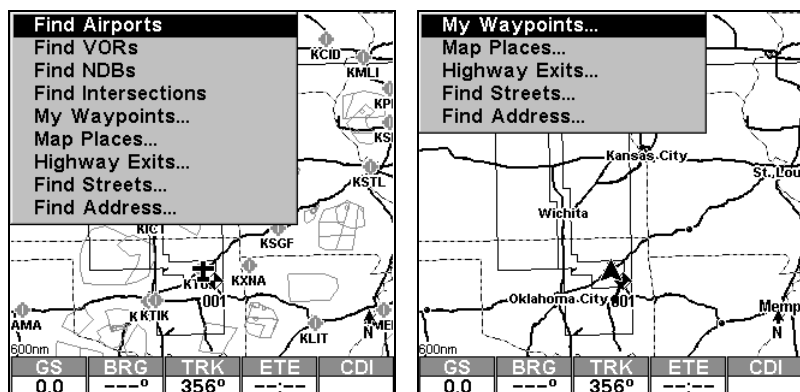 Find Airports
Find VORs
Find NDBs
Find Intersections
My Waypoints...
Map Places...
Highway Exits...
Find Streets...
Find Address...
KCID
KMLI
KSTL
KICT
KSGF
KXNA
001
AMA
KTIK
KLIT
N
600nm
GS BRG TRK ETE CDI
0.0 ---º 356º --:--
My Waypoints...
Map Places...
Highway Exits...
Find Streets...
Find Address...
Kansas City
St. Lou
Wichita
Oklahoma City
001
Memp
N
600nm
GS BRG TRK ETE CDI
0.0 ---º 356º --:--